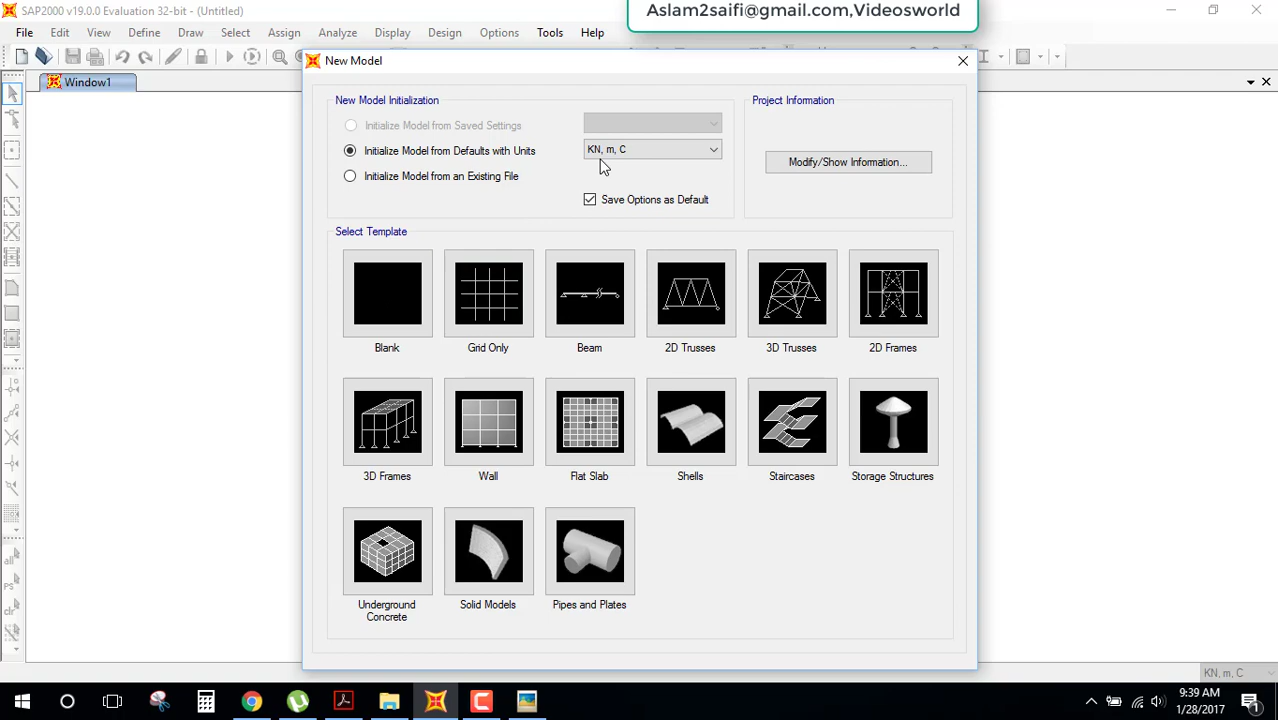 SAP2000 v19.0.0 Evaluation 32-bit - (Untitled)
Aslam2saifi@gmail.com,Videosworld
File Edit View Define Draw Select Assign Analyze Display Design Options Tools Help
Window1
New Model
New Model Initialization
Project Information
Initialize Model from Saved Settings
Initialize Model from Defaults with Units
KN, m, C
Modify/Show Information...
Initialize Model from an Existing File
Save Options as Default
Select Template
Blank
Grid Only
Beam
2D Trusses
3D Trusses
2D Frames
3D Frames
Wall
Flat Slab
Shells
Staircases
Storage Structures
Underground
Concrete
Solid Models
Pipes and Plates
all
PS
clr
KN, m, C
9:39 AM
1/28/2017
1